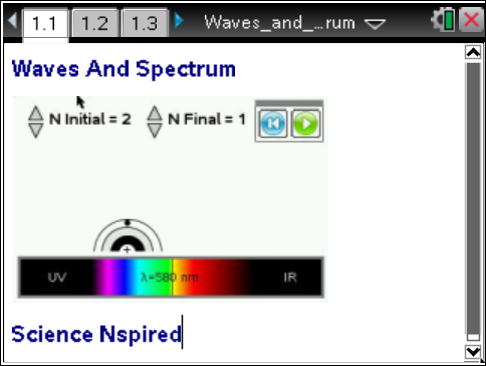 1.1 1.2 1.3 Waves_and_...rum
Waves And Spectrum
N Initial = 2 N Final = 1
+
UV λ=580 nm IR
Science Nspired